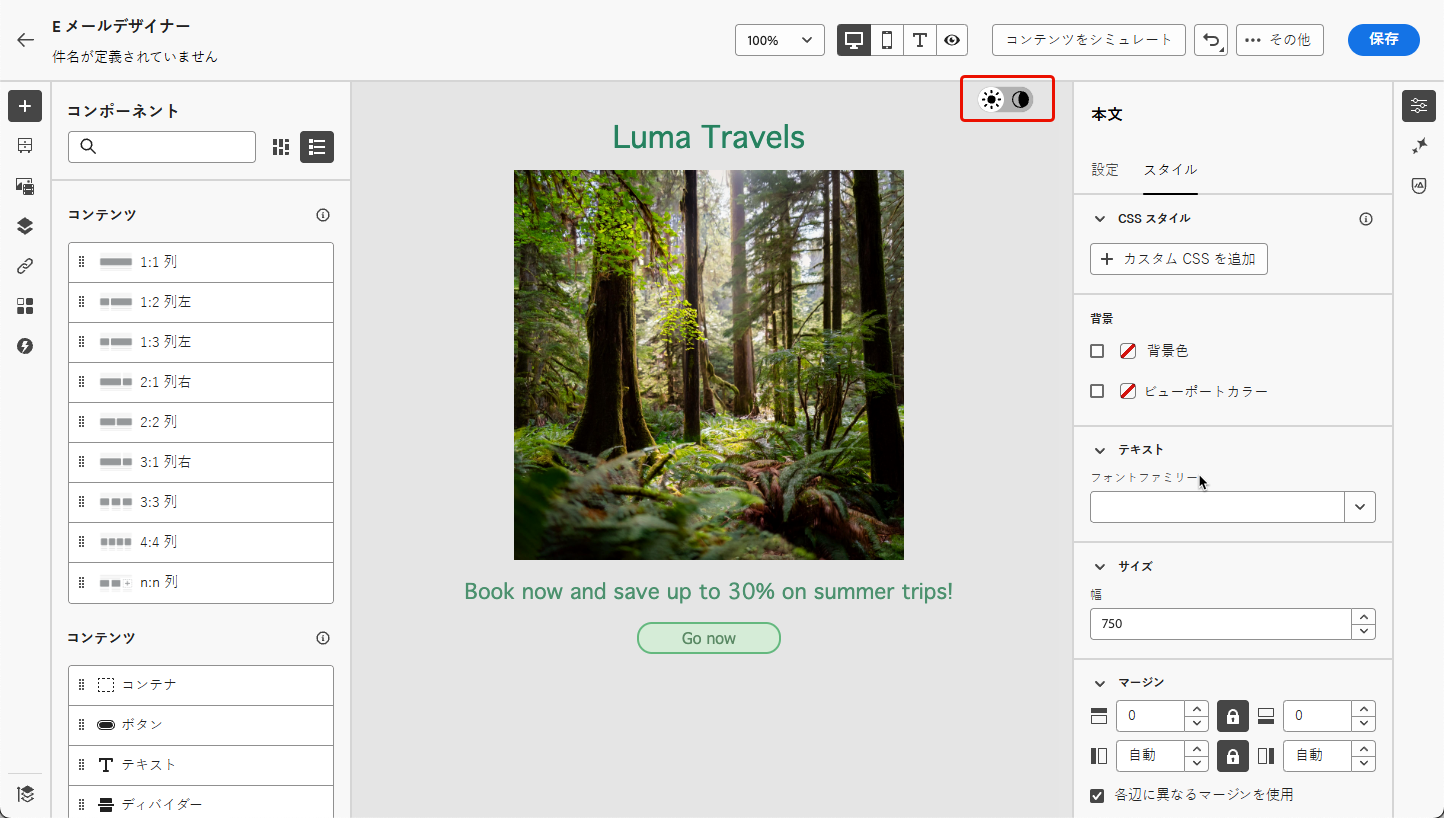 E メールデザイナー
件名が定義されていません
100%
コンテンツをシミュレート
その他
保存
コンポーネント
コンテンツ
1:1 列
1:2 列左
1:3 列左
2:1 列右
2:2 列
3:1 列右
3:3 列
4:4 列
n:n 列
コンテンツ
コンテナ
ボタン
テキスト
ディバイダー
Luma Travels
Book now and save up to 30% on summer trips!
Go now
本文
設定 スタイル
CSS スタイル
カスタム CSS を追加
背景
背景色
ビューポートカラー
テキスト
フォントファミリー
サイズ
幅
750
マージン
0 0
自動 自動
各辺に異なるマージンを使用